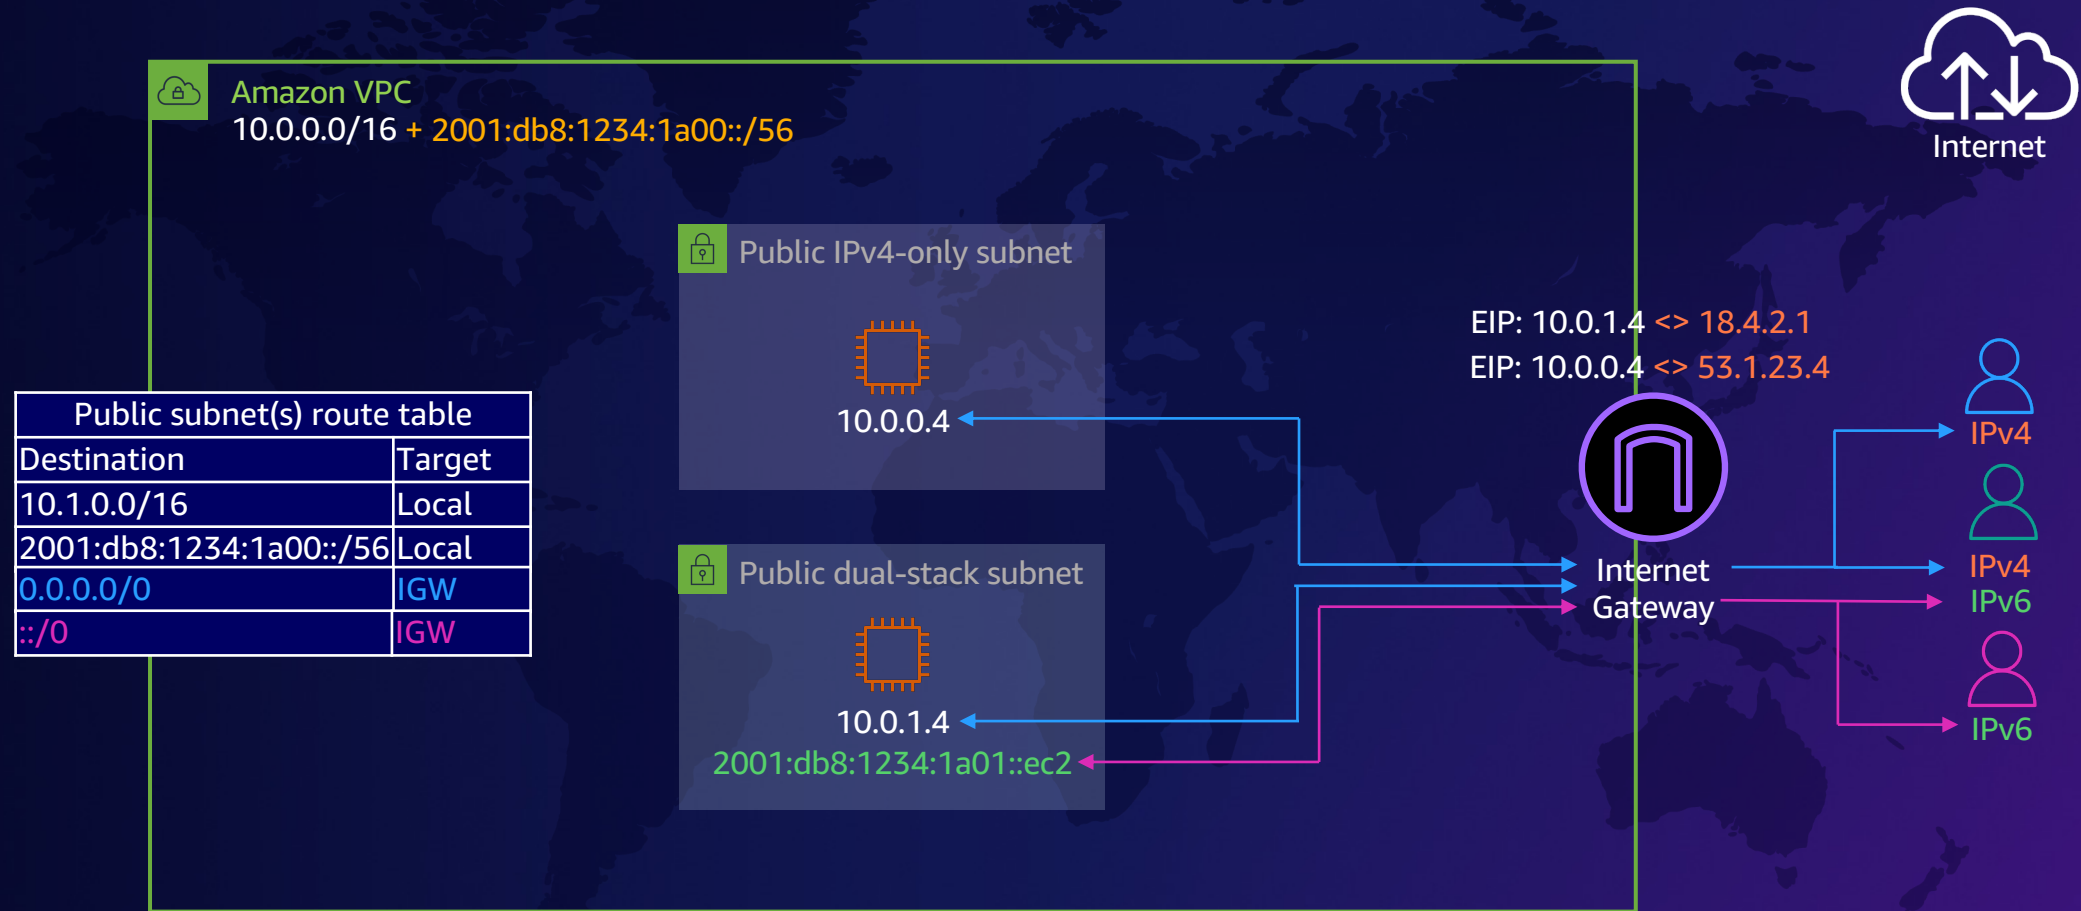 Internet
Amazon VPC
10.0.0.0/16 + 2001:db8:1234:1a00::/56
Public IPv4-only subnet
10.0.0.4
EIP: 10.0.1.4 <> 18.4.2.1
EIP: 10.0.0.4 <> 53.1.23.4
Public subnet(s) route table
Destination Target
10.1.0.0/16 Local
2001:db8:1234:1a00::/56 Local
0.0.0.0/0 IGW
::/0 IGW
Public dual-stack subnet
10.0.1.4
2001:db8:1234:1a01::ec2
Internet
Gateway
IPv4
IPv4
IPv6
IPv6